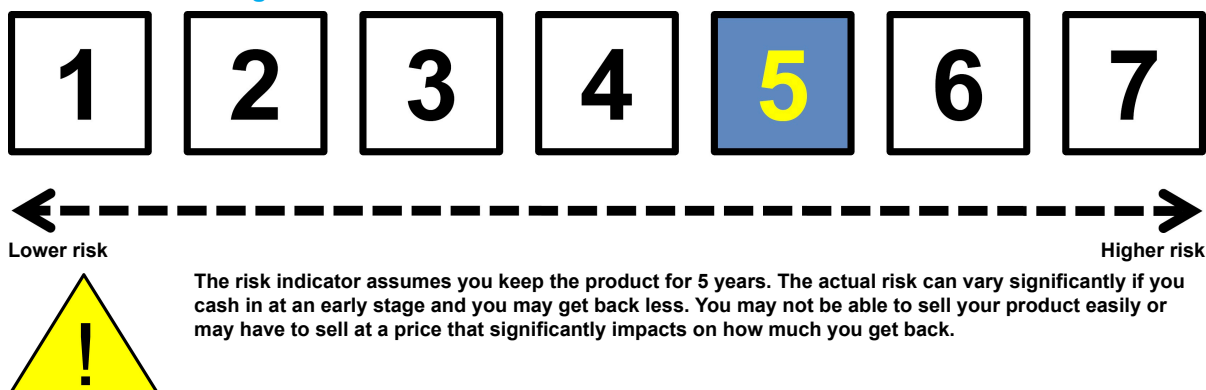 1 2 3 4 5 6 7
Lower risk Higher risk
The risk indicator assumes you keep the product for 5 years. The actual risk can vary significantly if you
cash in at an early stage and you may get back less. You may not be able to sell your product easily or
may have to sell at a price that significantly impacts on how much you get back.
!